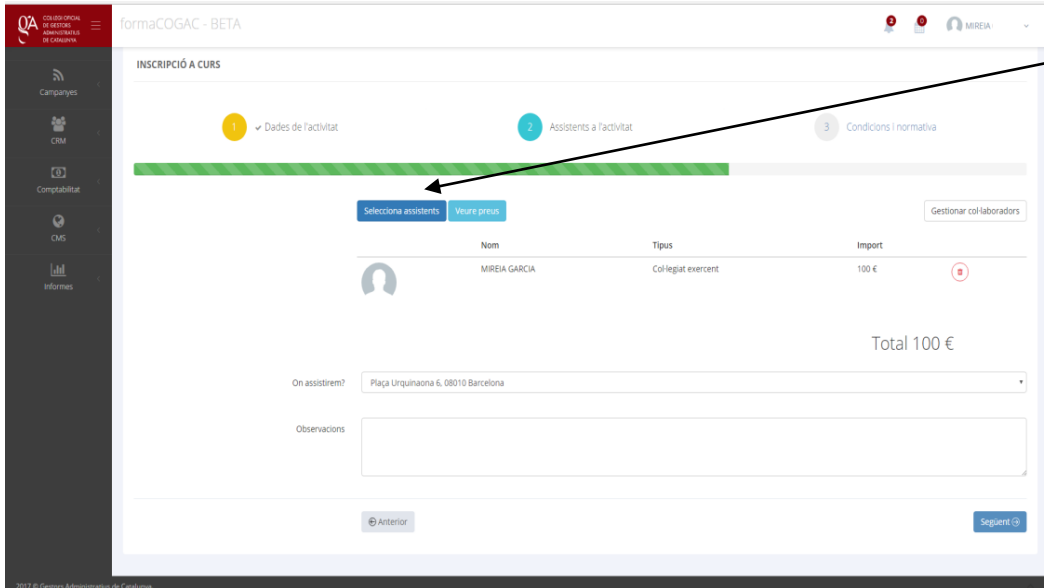 COL·LEGI OFICIAL
DE GESTORS
ADMINISTRATIUS
DE CATALUNYA
formaCOGAC - BETA
2
0
MIREIA
INSCRIPCIÓ A CURS
Campanyes
CRM
Comptabilitat
CMS
Informes
1 Dades de l'activitat
2 Assistents a l'activitat
3 Condicions i normativa
Selecciona assistents
Veure preus
Gestionar col·laboradors
Nom Tipus Import
MIREIA GARCIA Col·legiat exercent 100 €
Total 100 €
On assistirem? Plaça Urquinaona 6, 08010 Barcelona
Observacions
Anterior
Següent
2017 © Gestors Administratius de Catalunya